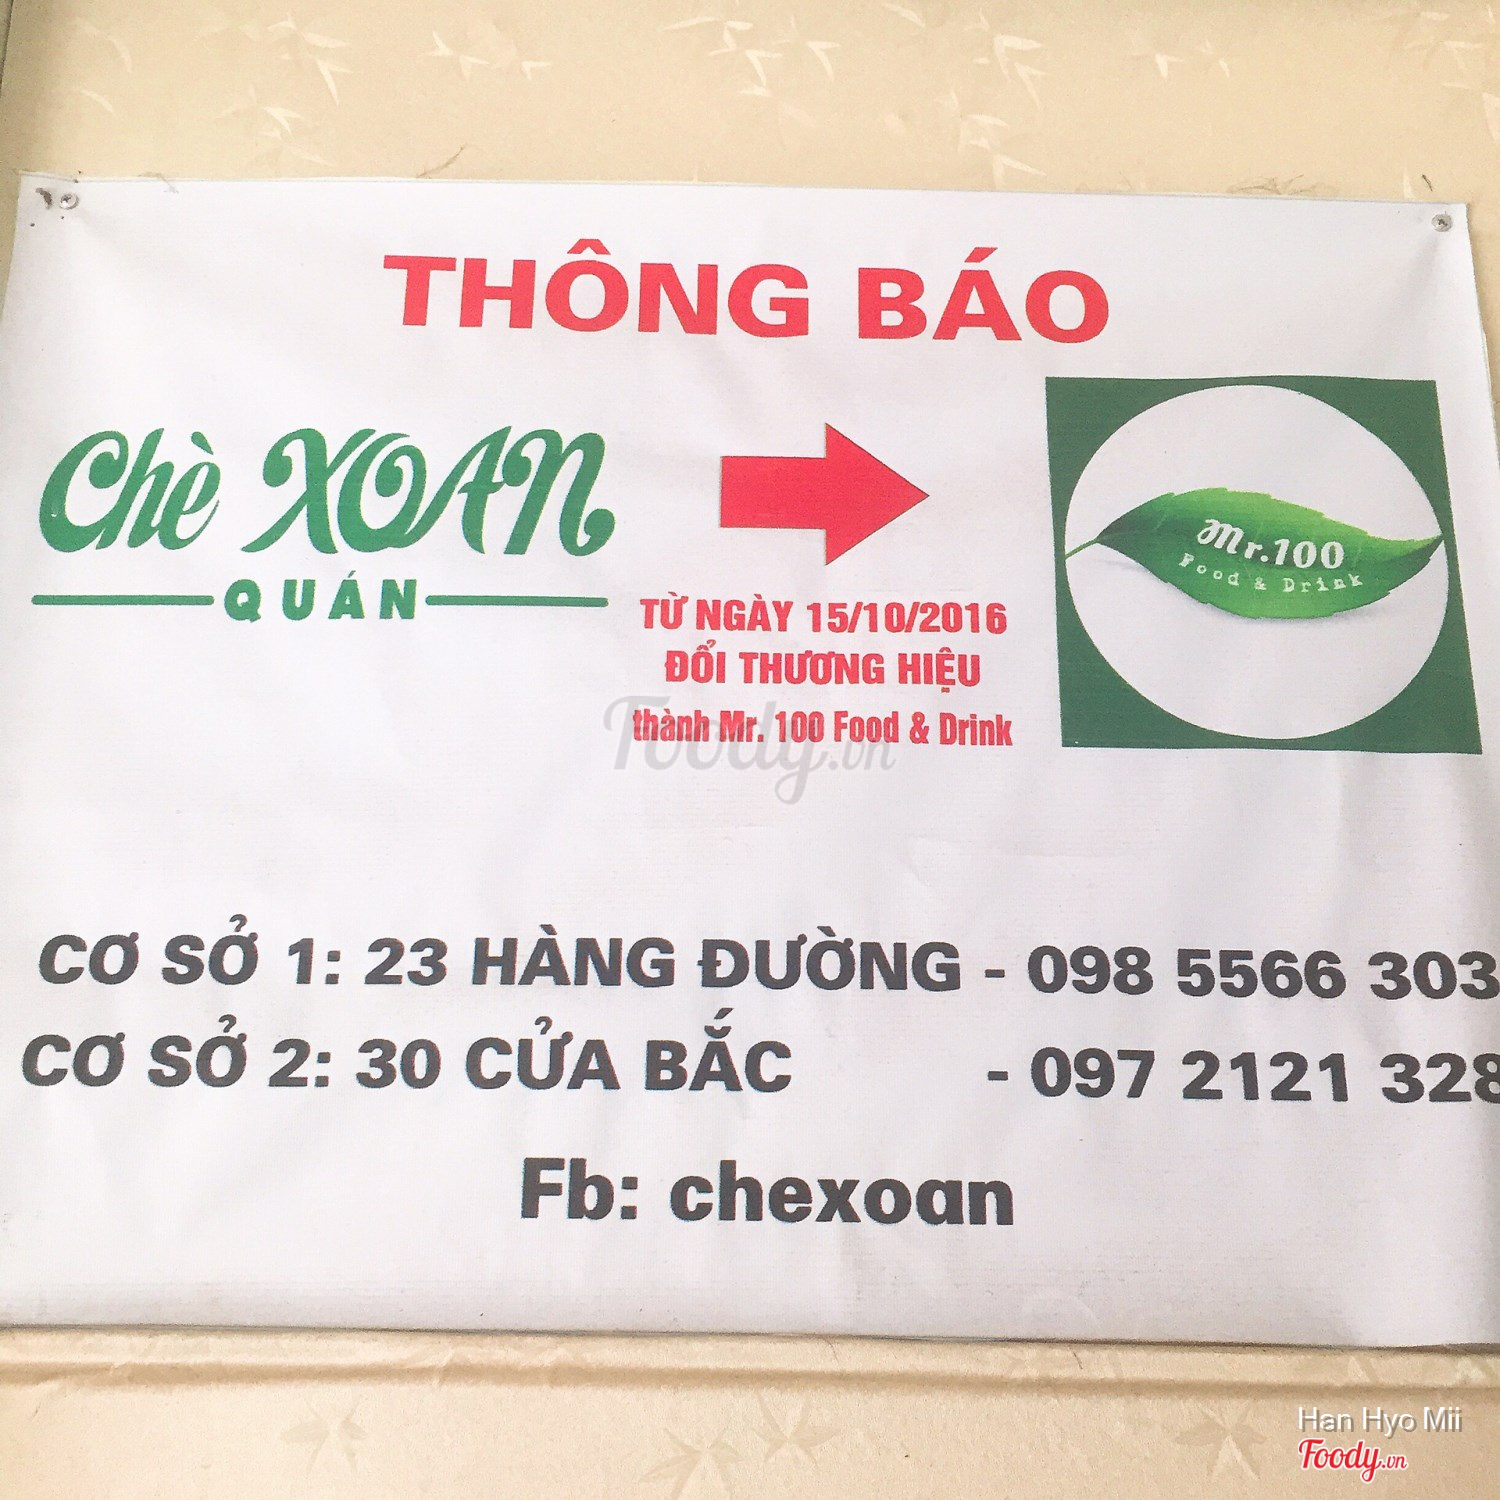 THÔNG BÁO
Chè XOAN
QUÁN
Mr.100
Food & Drink
TỪ NGÀY 15/10/2016
ĐỔI THƯƠNG HIỆU
thành Mr. 100 Food & Drink
Foody.vn
CƠ SỞ 1: 23 HÀNG ĐƯỜNG - 098 5566 303
CƠ SỞ 2: 30 CỬA BẮC - 097 2121 328
Fb: chexoan
Han Hyo Mii
Foody.vn